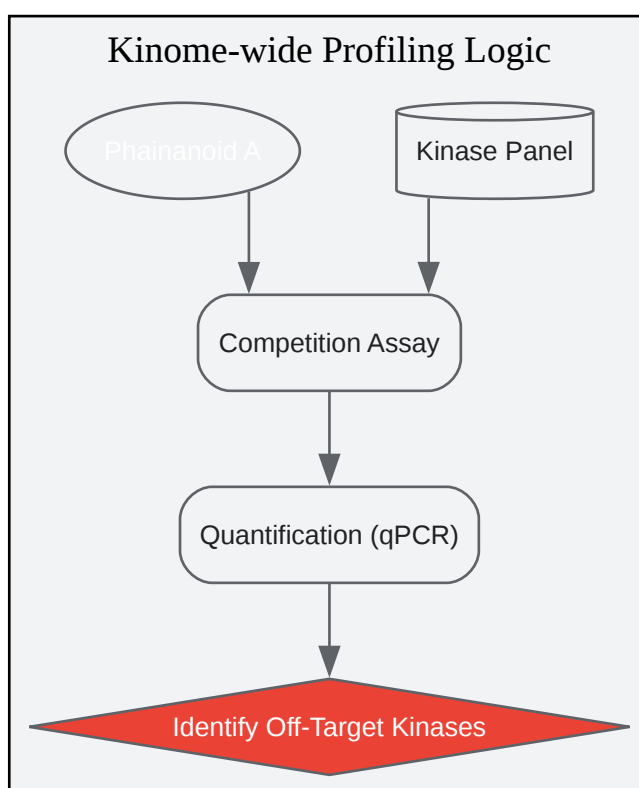 Kinome-wide Profiling Logic
Phainanoid A
Kinase Panel
Competition Assay
Quantification (qPCR)
Identify Off-Target Kinases